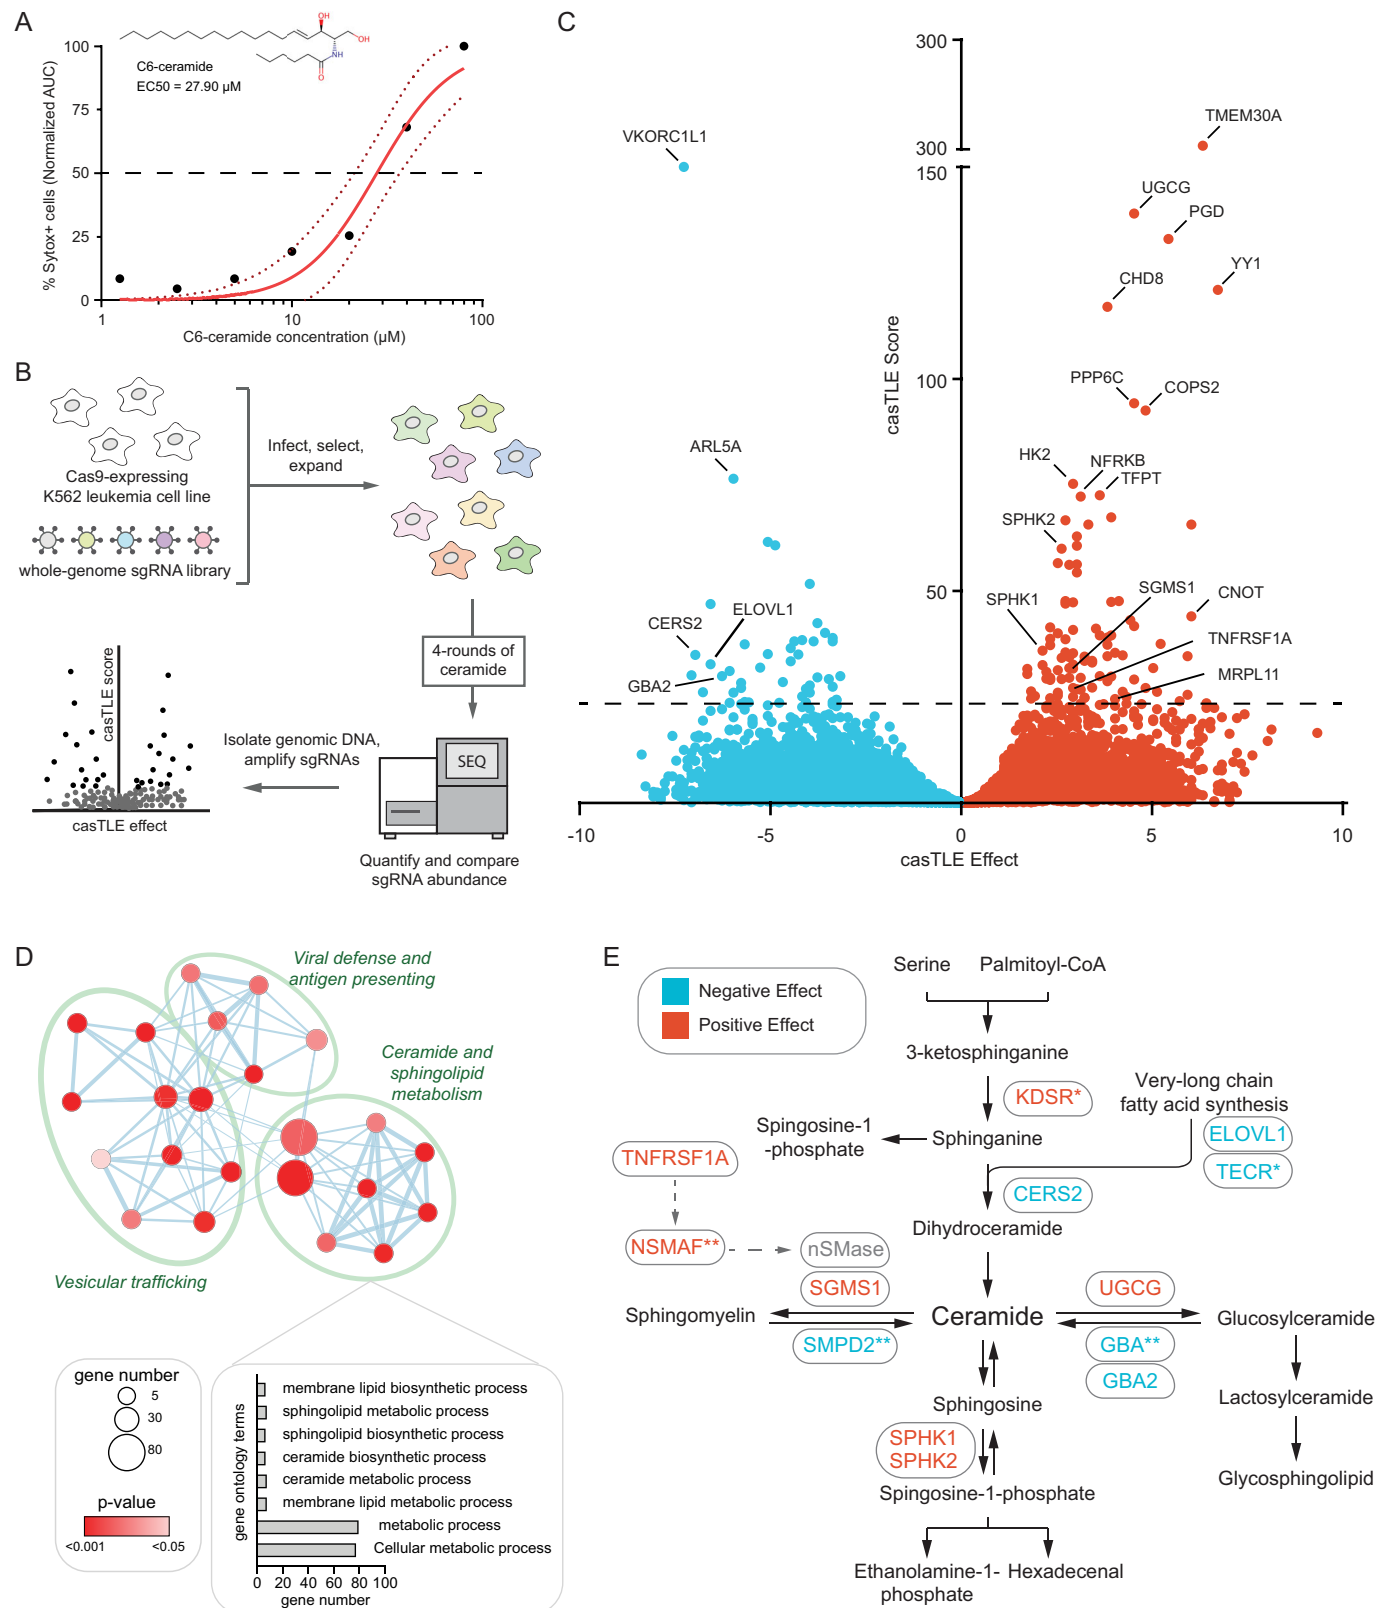 A
OH
OH
NH
O
C6-ceramide
EC50 = 27.90 µM
% Sytox+ cells (Normalized AUC)
100
75
50
25
0
1
10
100
C6-ceramide concentration (µM)
B
Cas9-expressing
K562 leukemia cell line
whole-genome sgRNA library
Infect, select,
expand
4-rounds of
ceramide
SEQ
Quantify and compare
sgRNA abundance
Isolate genomic DNA,
amplify sgRNAs
casTLE score
casTLE effect
C
300
300
150
100
50
casTLE Score
-10
-5
0
5
10
casTLE Effect
VKORC1L1
ARL5A
CERS2
ELOVL1
GBA2
TMEM30A
UGCG
PGD
YY1
CHD8
PPP6C
COPS2
HK2
NFRKB
TFPT
SPHK2
SPHK1
SGMS1
CNOT
TNFRSF1A
MRPL11
D
Viral defense and
antigen presenting
Ceramide and
sphingolipid
metabolism
Vesicular trafficking
gene number
5
30
80
p-value
<0.001
<0.05
gene ontology terms
membrane lipid biosynthetic process
sphingolipid metabolic process
sphingolipid biosynthetic process
ceramide biosynthetic process
ceramide metabolic process
membrane lipid metabolic process
metabolic process
Cellular metabolic process
0 20 40 60 80 100
gene number
E
Negative Effect
Positive Effect
Serine
Palmitoyl-CoA
3-ketosphinganine
KDSR*
Very-long chain
fatty acid synthesis
ELOVL1
TECR*
Spingosine-1
-phosphate
Sphinganine
CERS2
TNFRSF1A
Dihydroceramide
NSMAF**
nSMase
SGMS1
UGCG
Sphingomyelin
Ceramide
Glucosylceramide
SMPD2**
GBA**
GBA2
Sphingosine
Lactosylceramide
SPHK1
SPHK2
Glycosphingolipid
Spingosine-1-phosphate
Ethanolamine-1-
phosphate
Hexadecenal